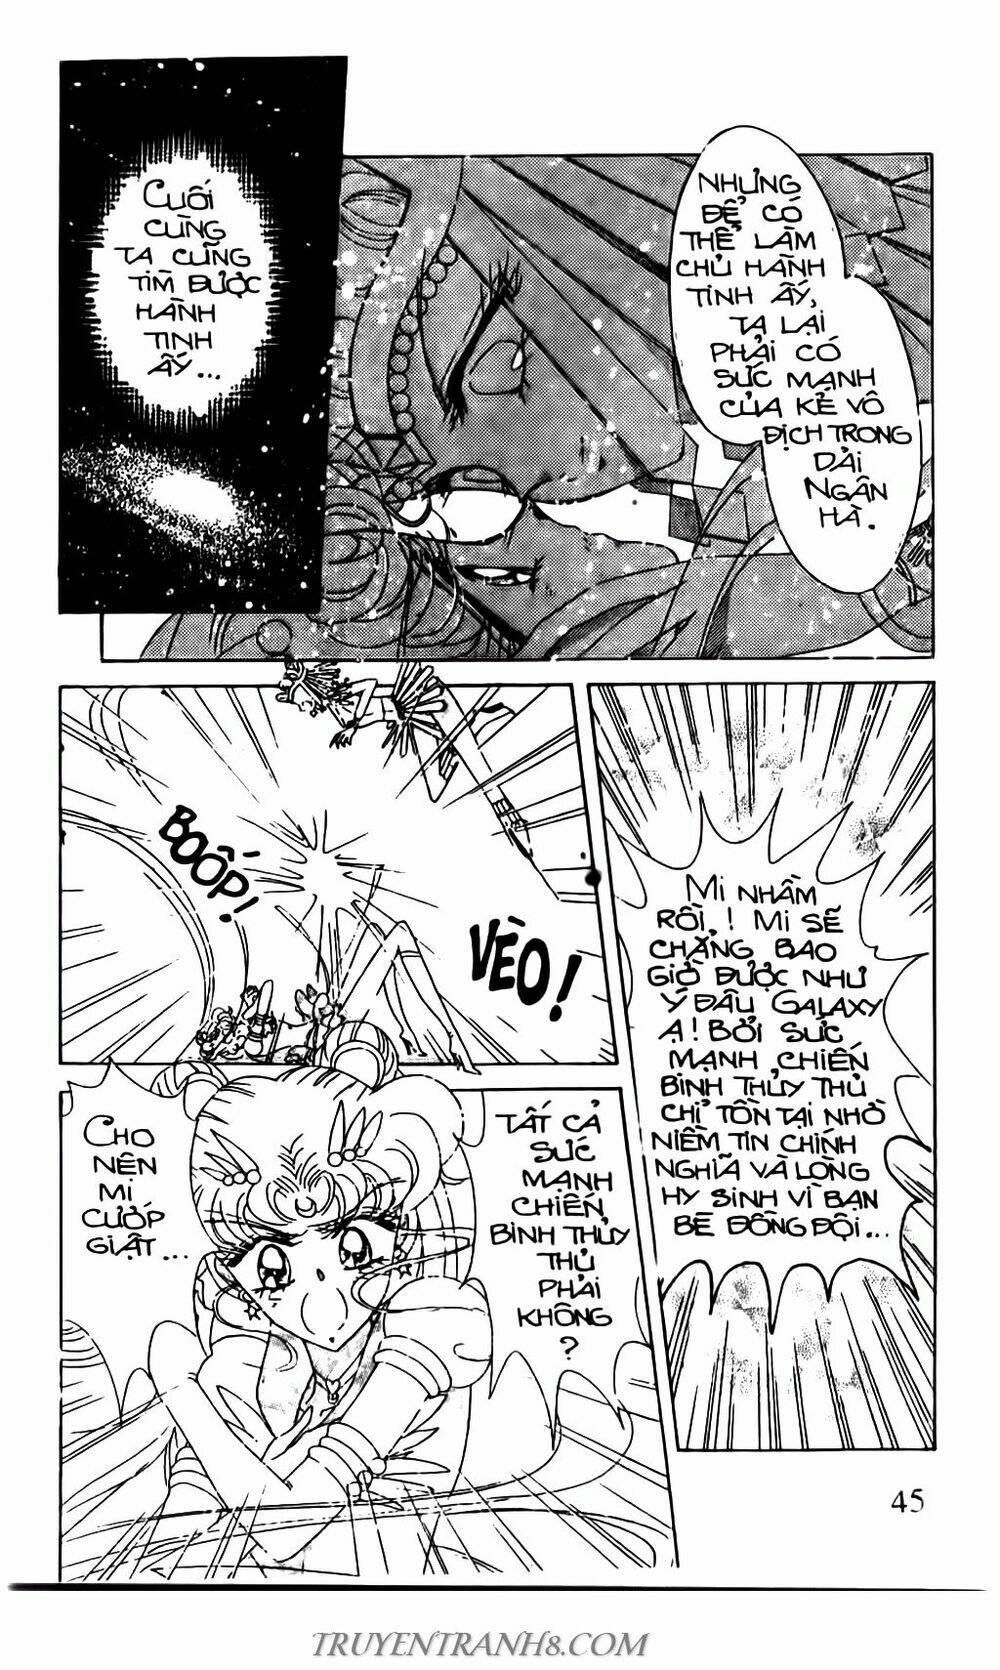 CUỐI
CÙNG
TA CŨNG
TÌM ĐƯỢC
HÀNH
TINH
ẤY...
NHƯNG
ĐỂ CÓ
THỂ LÀM
CHỦ HÀNH
TINH ẤY,
TA LẠI
PHẢI CÓ
SỨC MẠNH
CỦA KẺ VÔ
ĐỊCH TRONG
DẢI
NGÂN
HÀ.
BOỐP!
VÈO!
MI NHẦM
RỒI! MI SẼ
CHẲNG BAO
GIỜ ĐƯỢC NHƯ
Ý ĐÂU GALAXY
Ạ! BỞI SỨC
MẠNH CHIẾN
BINH THỦY THỦ
CHỈ TỒN TẠI NHỜ
NIỀM TIN CHÍNH
NGHĨA VÀ LÒNG
HY SINH VÌ BẠN
BÈ ĐỒNG ĐỘI...
CHO
NÊN
MI
CƯỚP
GIẬT...
TẤT CẢ
SỨC
MẠNH
CHIẾN
BINH THỦY
THỦ
PHẢI
KHÔNG
?
45
TRUYENTRANH8.COM